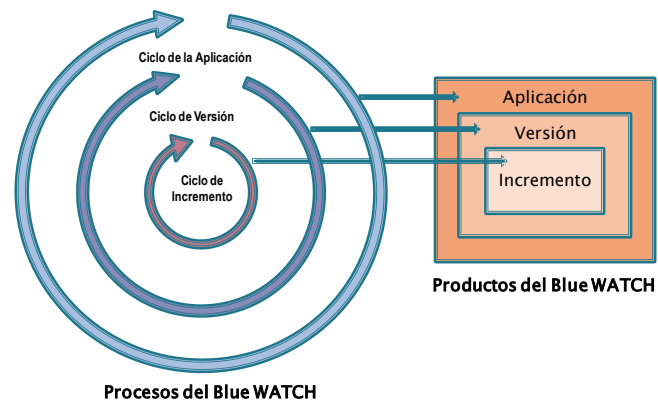 Ciclo de la Aplicación
Ciclo de Versión
Ciclo de
Incremento
Procesos del Blue WATCH
Aplicación
Versión
Incremento
Productos del Blue WATCH